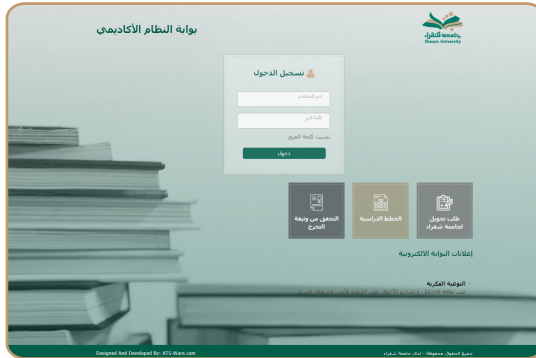 جامعة شقراء
Shaqra University
بوابة النظام الأكاديمي
تسجيل الدخول
اسم المستخدم
كلمة السر
نسيت كلمة المرور
دخول
طلب تحويل
لجامعة شقراء
الخطط الدراسية
التحقق من وثيقة
التخرج
إعلانات البوابة الالكترونية
التوعية الفكرية
جميع الحقوق محفوظة - لدى جامعة شقراء
Designed And Developed By: ATS-Ware.com